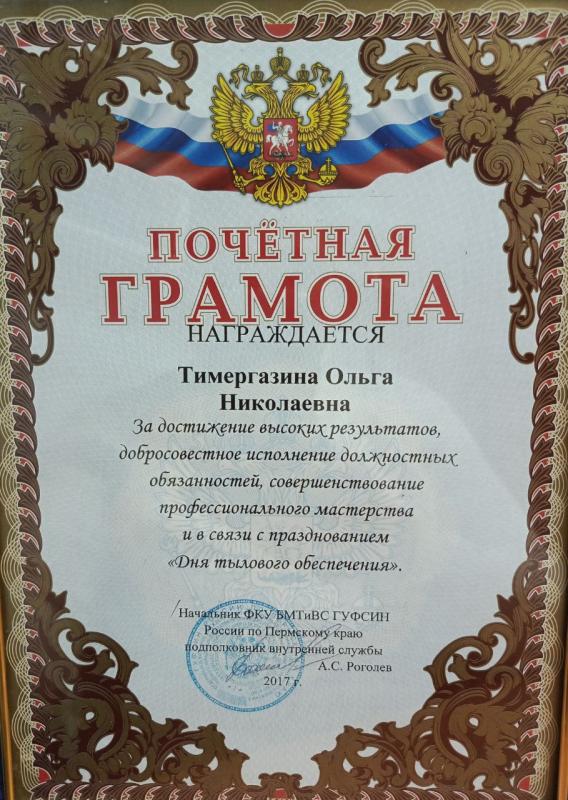 ПОЧЁТНАЯ
ГРАМОТА
НАГРАЖДАЕТСЯ
Тимергазина Ольга
Николаевна
За достижение высоких результатов,
добросовестное исполнение должностных
обязанностей, совершенствование
профессионального мастерства
и в связи с празднованием
«Дня тылового обеспечения».
Начальник ФКУ БМТиВС ГУФСИН
России по Пермскому краю
подполковник внутренней службы
А.С. Роголев
2017 г.